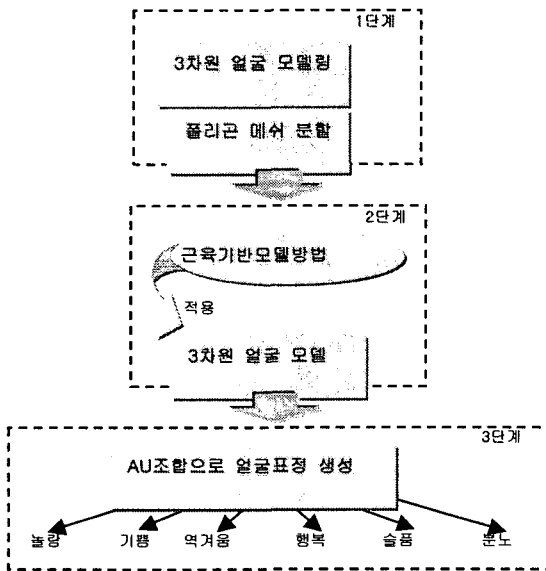 1단계
3차원 얼굴 모델링
폴리곤 메쉬 분할
2단계
근육기반모델방법
적용
3차원 얼굴 모델
3단계
AU조합으로 얼굴표정 생성
놀람 기쁨 역겨움 행복 슬픔 분노